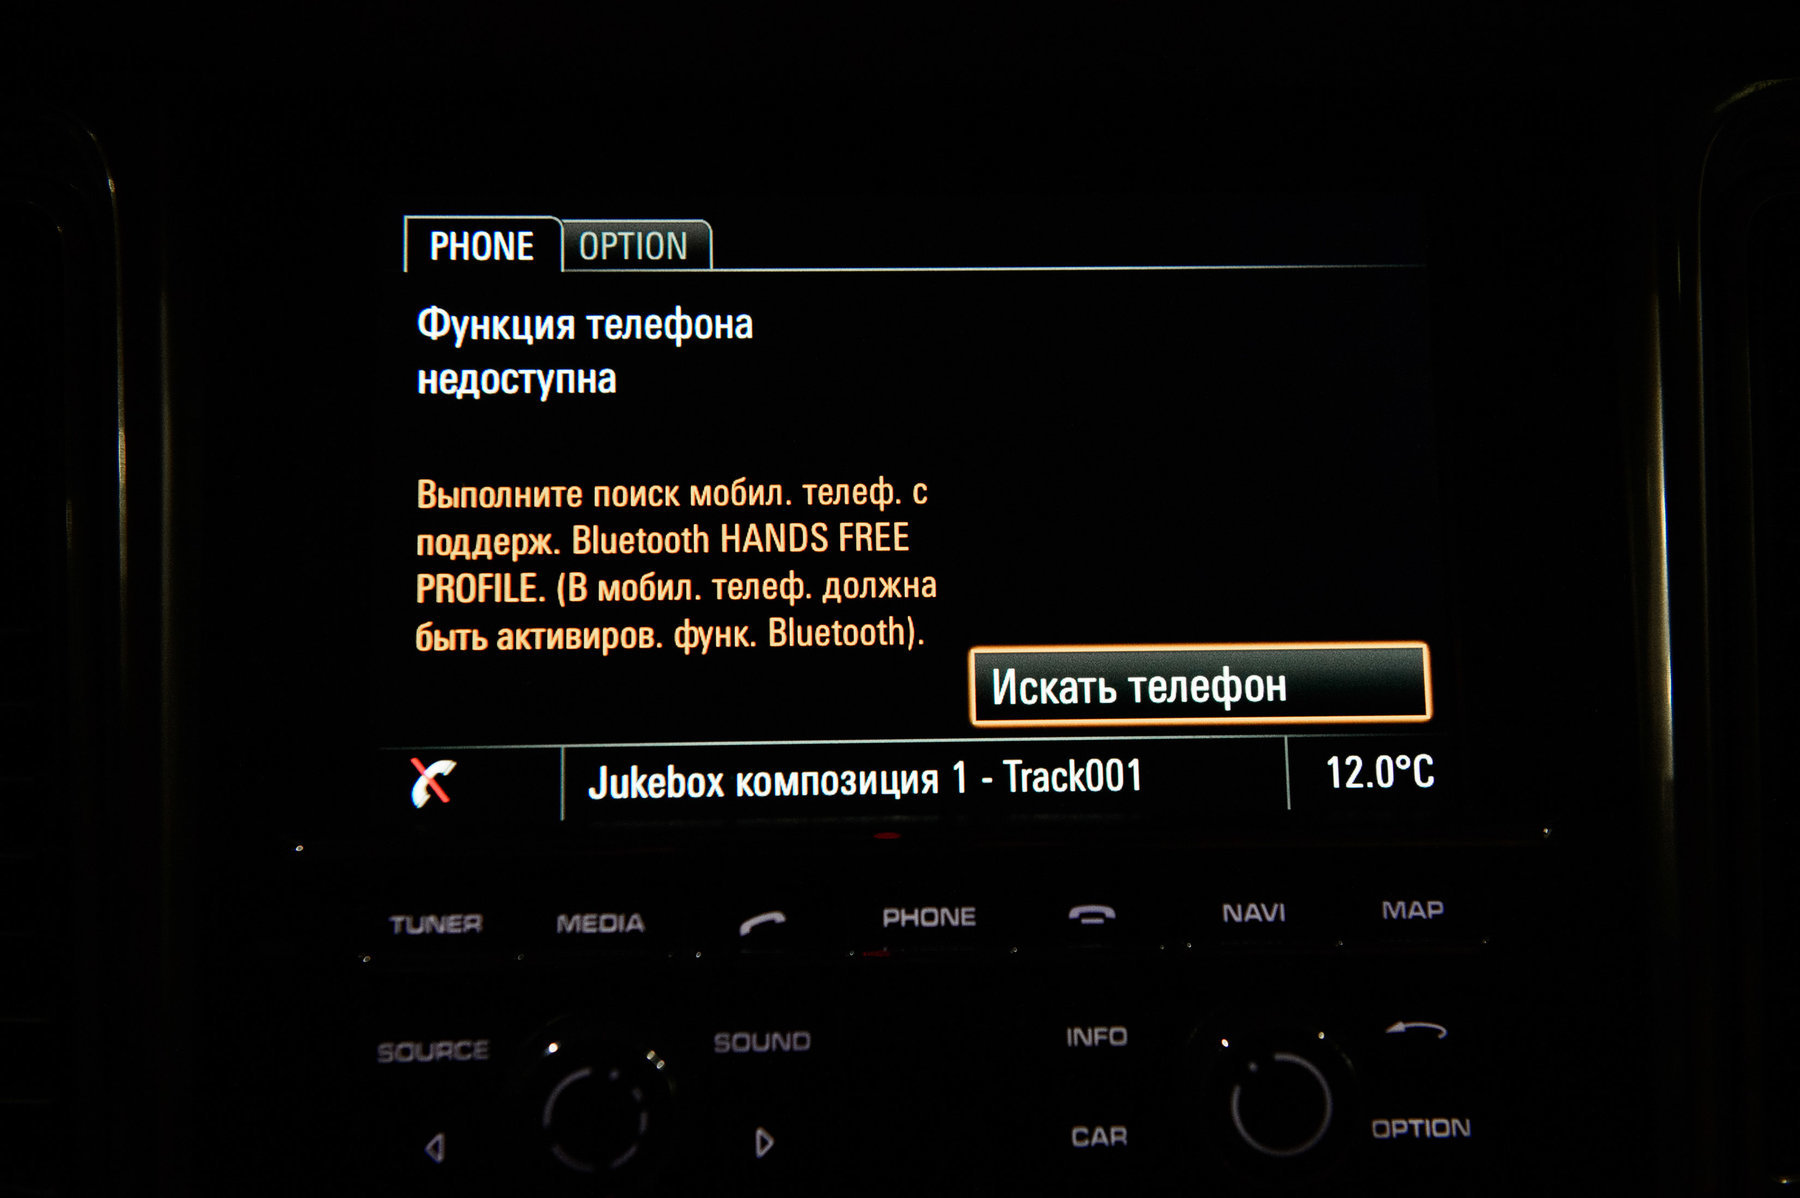 PHONE OPTION
Функция телефона
недоступна
Выполните поиск мобил. телеф. с
поддерж. Bluetooth HANDS FREE
PROFILE. (В мобил. телеф. должна
быть активиров. функ. Bluetooth).
Искать телефон
Jukebox композиция 1 - Track001 12.0°C
TUNER MEDIA PHONE NAVI MAP
SOURCE SOUND INFO
CAR OPTION